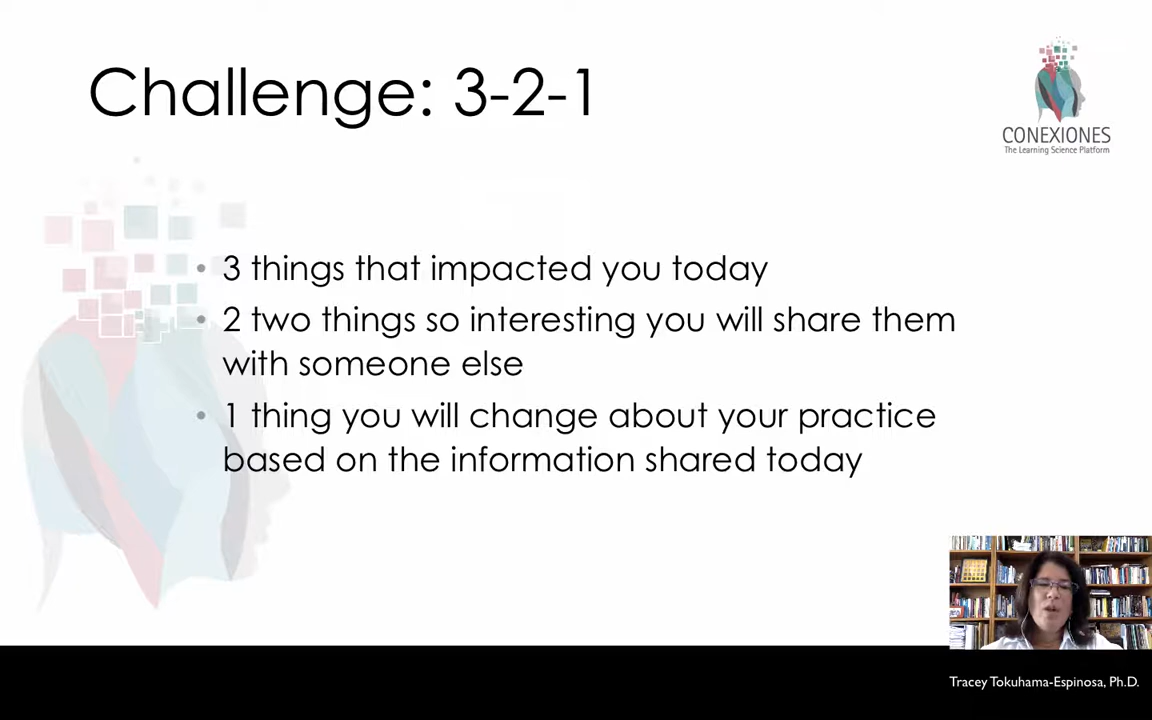 Challenge: 3-2-1
CONEXIONES
The Learning Science Platform
• 3 things that impacted you today
• 2 two things so interesting you will share them
with someone else
• 1 thing you will change about your practice
based on the information shared today
Tracey Tokuhama-Espinosa, Ph.D.